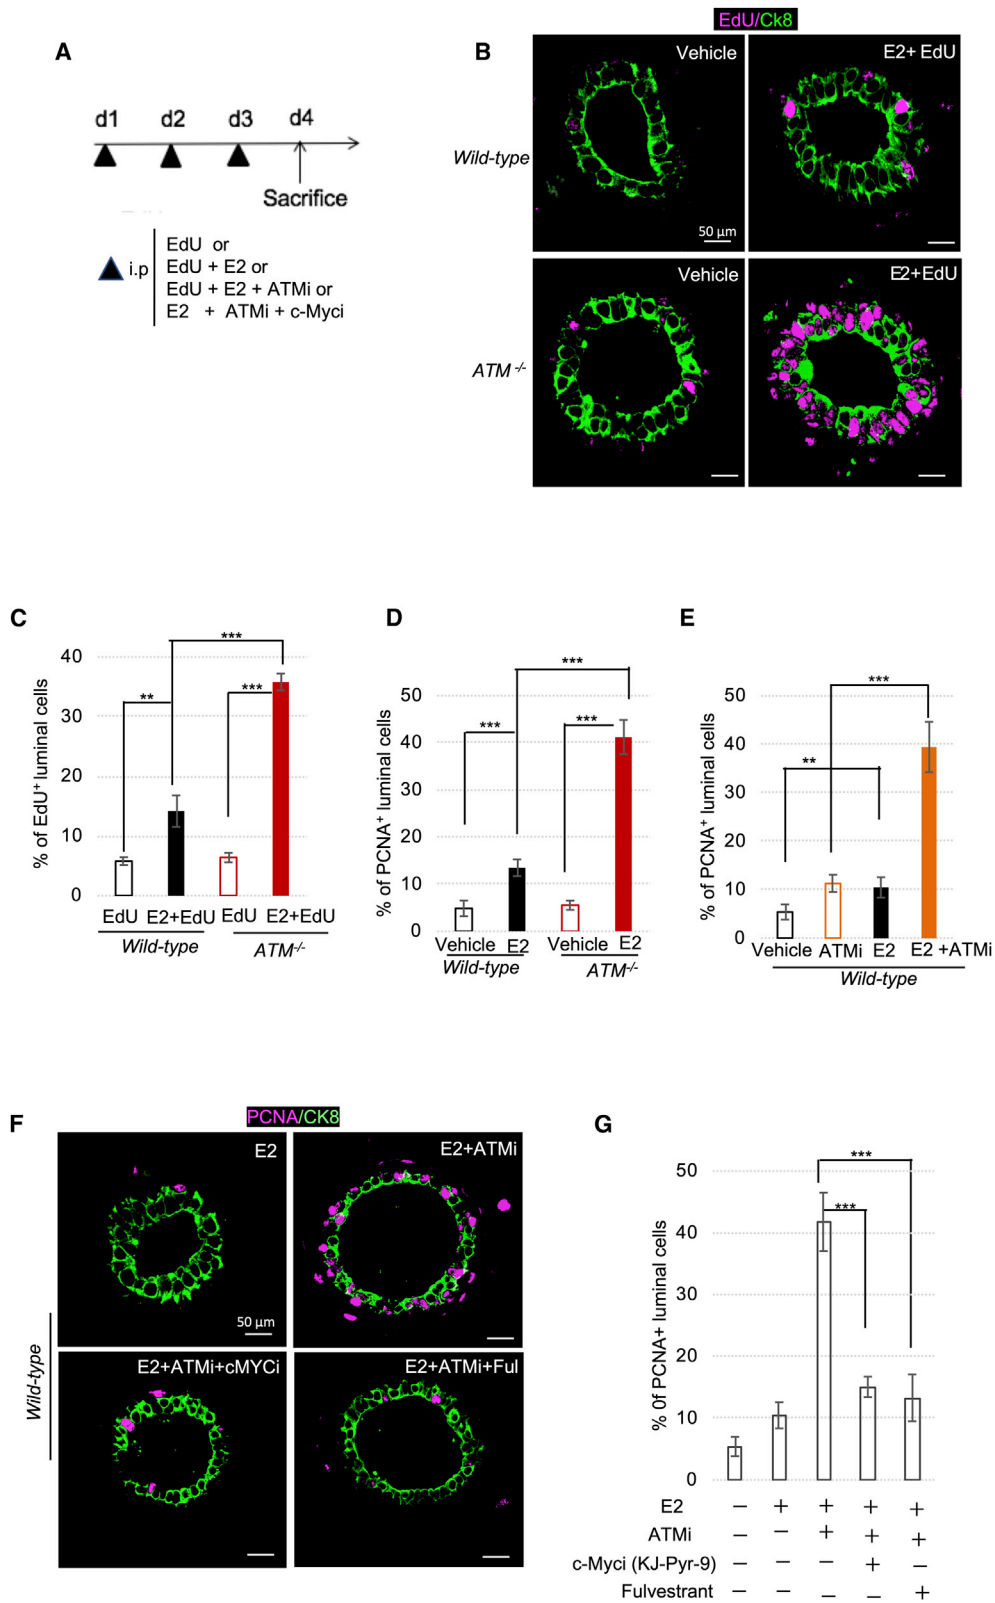 A
d1 d2 d3 d4
Sacrifice
i.p
EdU or
EdU + E2 or
EdU + E2 + ATMi or
E2 + ATMi + c-Myci
B
EdU/Ck8
Vehicle
E2+ EdU
Wild-type
50 µm
Vehicle
E2+EdU
ATM -/-
C
% of EdU+ luminal cells
40
30
20
10
0
**
***
***
EdU E2+EdU EdU E2+EdU
Wild-type ATM-/-
D
% of PCNA+ luminal cells
50
40
30
20
10
0
***
***
***
Vehicle E2 Vehicle E2
Wild-type ATM-/-
E
% of PCNA+ luminal cells
50
40
30
20
10
0
**
***
Vehicle ATMi E2 E2 +ATMi
Wild-type
F
PCNA/CK8
E2
E2+ATMi
50 µm
Wild-type
E2+ATMi+cMYCi
E2+ATMi+Ful
G
% of PCNA+ luminal cells
50
40
30
20
10
0
***
***
E2 − + + + +
ATMi − − + + +
c-Myci (KJ-Pyr-9) − − − + −
Fulvestrant − − − − +